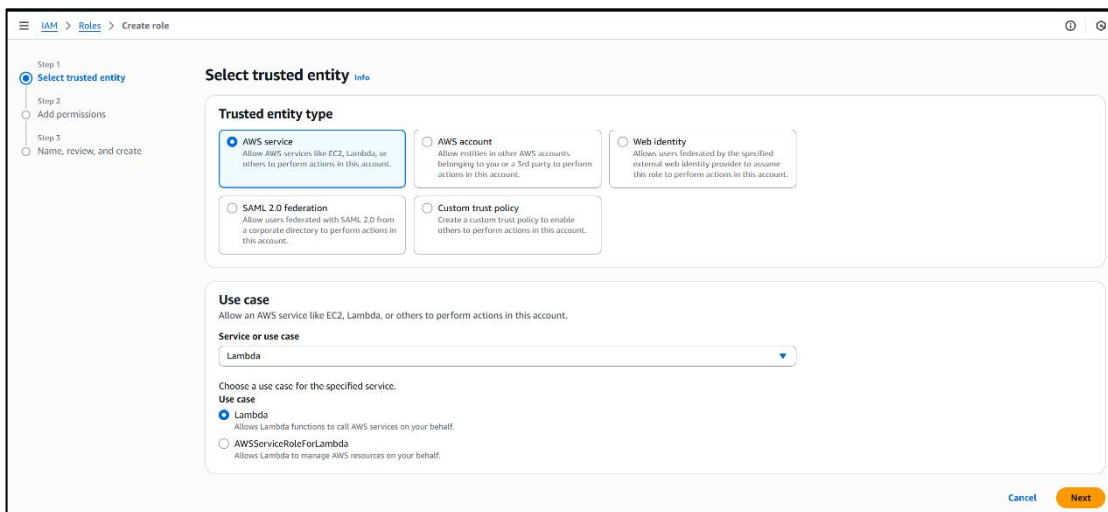 IAM > Roles > Create role
Step 1
Select trusted entity
Step 2
Add permissions
Step 3
Name, review, and create
Select trusted entity Info
Trusted entity type
AWS service
Allow AWS services like EC2, Lambda, or
others to perform actions in this account.
AWS account
Allow entities in other AWS accounts
belonging to you or a 3rd party to perform
actions in this account.
Web identity
Allows users federated by the specified
external web identity provider to assume
this role to perform actions in this account.
SAML 2.0 federation
Allow users federated with SAML 2.0 from
a corporate directory to perform actions in
this account.
Custom trust policy
Create a custom trust policy to enable
others to perform actions in this account.
Use case
Allow an AWS service like EC2, Lambda, or others to perform actions in this account.
Service or use case
Lambda
Choose a use case for the specified service.
Use case
Lambda
Allows Lambda functions to call AWS services on your behalf.
AWSServiceRoleForLambda
Allows Lambda to manage AWS resources on your behalf.
Cancel Next